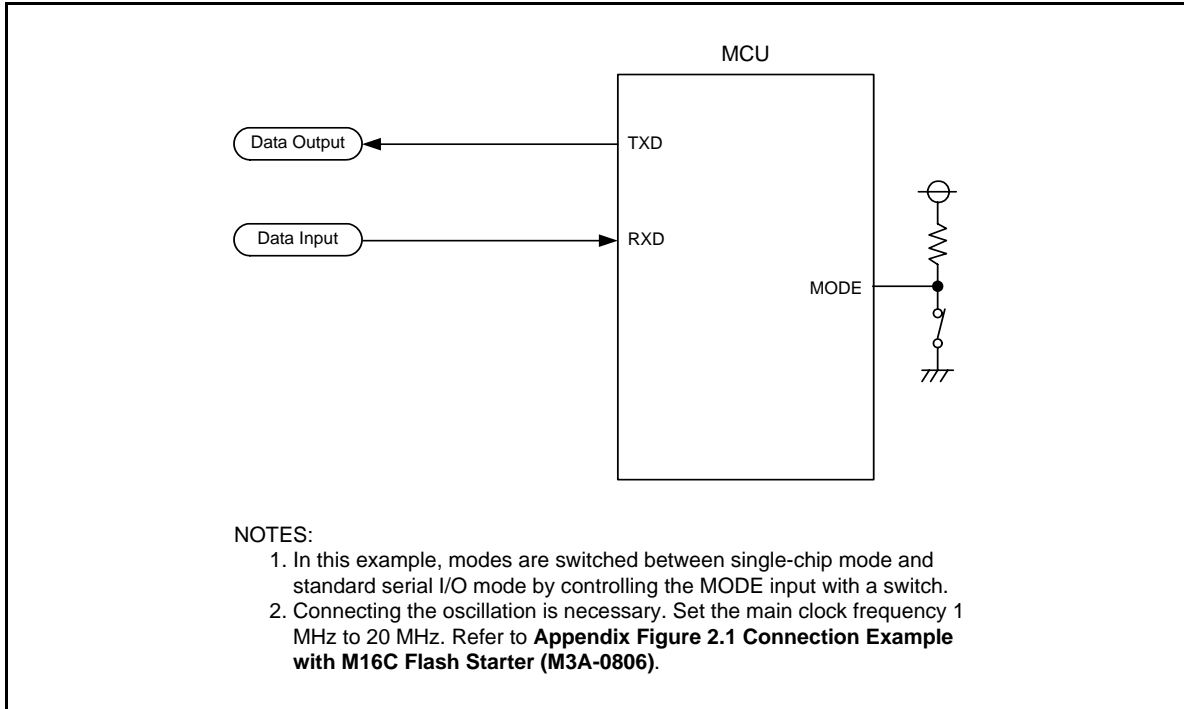 MCU
Data Output
TXD
Data Input
RXD
MODE
NOTES:
1. In this example, modes are switched between single-chip mode and
standard serial I/O mode by controlling the MODE input with a switch.
2. Connecting the oscillation is necessary. Set the main clock frequency 1
MHz to 20 MHz. Refer to Appendix Figure 2.1 Connection Example
with M16C Flash Starter (M3A-0806).